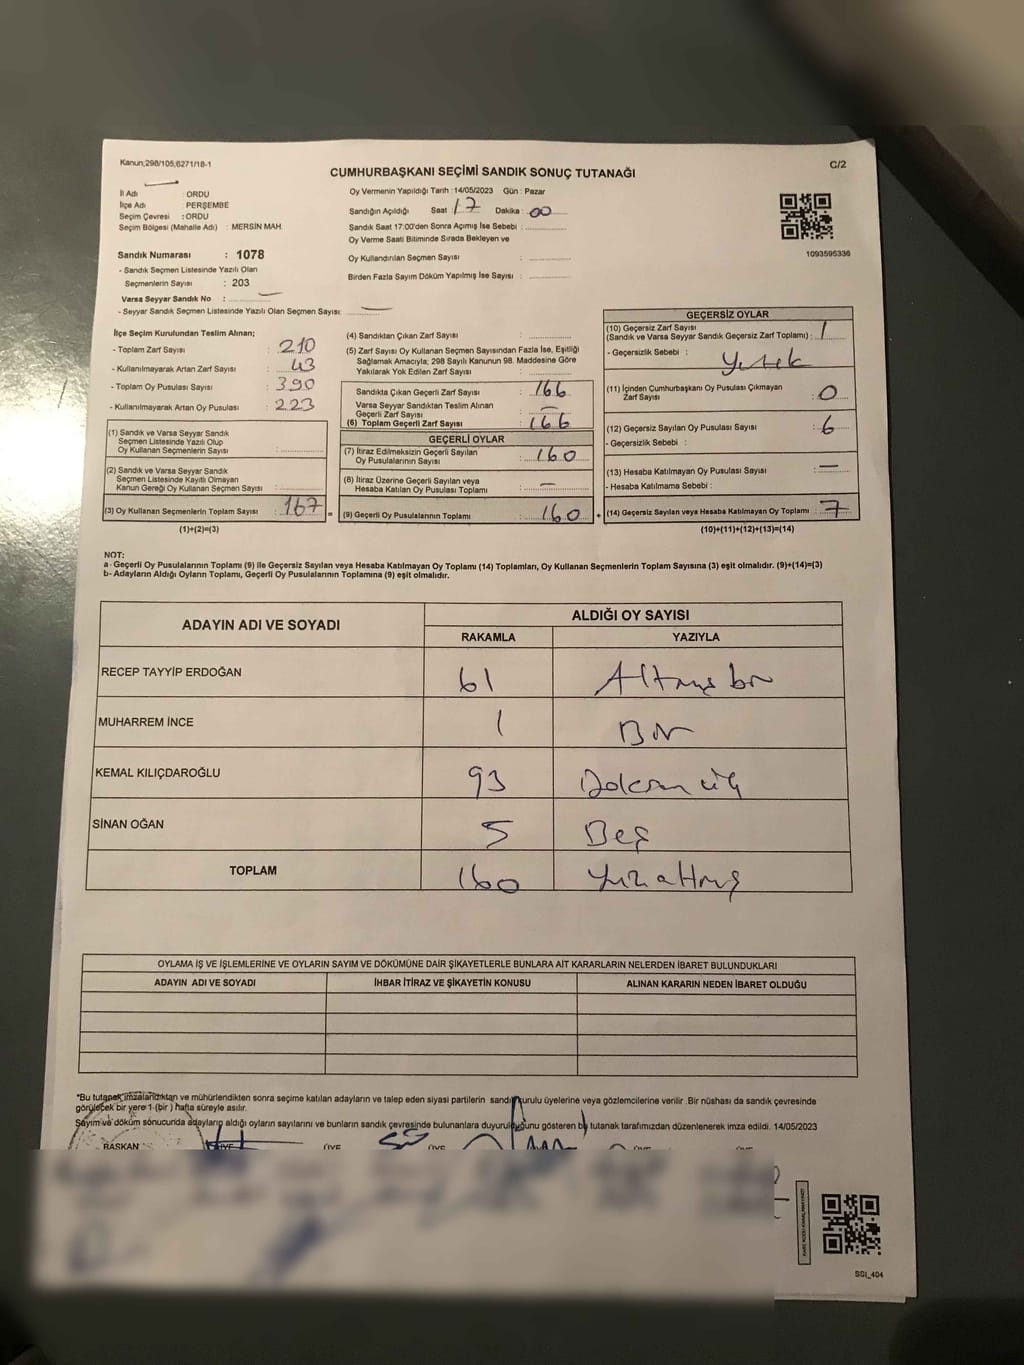 Kanun;298/105,6271/18-1
C/2
CUMHURBAŞKANI SEÇİMİ SANDIK SONUÇ TUTANAĞI
İl Adı : ORDU
İlçe Adı : PERŞEMBE
Seçim Çevresi : ORDU
Seçim Bölgesi (Mahalle Adı) : MERSİN MAH
Sandık Numarası : 1078
- Sandık Seçmen Listesinde Yazılı Olan
Seçmenlerin Sayısı : 203
Varsa Seyyar Sandık No :
- Seyyar Sandık Seçmen Listesinde Yazılı Olan Seçmen Sayısı:
Oy Vermenin Yapıldığı Tarih :14/05/2023 Gün : Pazar
Sandığın Açıldığı Saat 17 Dakika : 00
Sandık Saat 17:00'den Sonra Açımış İse Sebebi :
Oy Verme Saati Bitiminde Sırada Bekleyen ve
Oy Kullandırılan Seçmen Sayısı :
Birden Fazla Sayım Döküm Yapılmış İse Sayısı :
1093595336
İlçe Seçim Kurulundan Teslim Alınan;
- Toplam Zarf Sayısı : 210
- Kullanılmayarak Artan Zarf Sayısı : 43
- Toplam Oy Pusulası Sayısı : 390
- Kullanılmayarak Artan Oy Pusulası : 223
(1) Sandık ve Varsa Seyyar Sandık
Seçmen Listesinde Yazılı Olup
Oy Kullanan Seçmenlerin Sayısı :
(2) Sandık ve Varsa Seyyar Sandık
Seçmen Listesinde Kayıtlı Olmayan
Kanun Gereği Oy Kullanan Seçmen Sayısı :
(3) Oy Kullanan Seçmenlerin Toplam Sayısı : 167 =
(1)+(2)=(3)
(4) Sandıktan Çıkan Zarf Sayısı :
(5) Zarf Sayısı Oy Kullanan Seçmen Sayısından Fazla İse, Eşitliği
Sağlamak Amacıyla; 298 Sayılı Kanunun 98. Maddesine Göre
Yakılarak Yok Edilen Zarf Sayısı :
Sandıkta Çıkan Geçerli Zarf Sayısı : 166
Varsa Seyyar Sandıktan Teslim Alınan
Geçerli Zarf Sayısı : —
(6) Toplam Geçerli Zarf Sayısı : 166
GEÇERLİ OYLAR
(7) İtiraz Edilmeksizin Geçerli Sayılan
Oy Pusulalarının Sayısı : 160
(8) İtiraz Üzerine Geçerli Sayılan veya
Hesaba Katılan Oy Pusulası Toplamı : —
(9) Geçerli Oy Pusulalarının Toplamı : 160 +
GEÇERSİZ OYLAR
(10) Geçersiz Zarf Sayısı
(Sandık ve Varsa Seyyar Sandık Geçersiz Zarf Toplamı) : 1
- Geçersizlik Sebebi : Yırtık
(11) İçinden Cumhurbaşkanı Oy Pusulası Çıkmayan
Zarf Sayısı : 0
(12) Geçersiz Sayılan Oy Pusulası Sayısı : 6
- Geçersizlik Sebebi :
(13) Hesaba Katılmayan Oy Pusulası Sayısı : —
- Hesaba Katılmama Sebebi :
(14) Geçersiz Sayılan veya Hesaba Katılmayan Oy Toplamı : 7
(10)+(11)+(12)+(13)=(14)
NOT:
a- Geçerli Oy Pusulalarının Toplamı (9) ile Geçersiz Sayılan veya Hesaba Katılmayan Oy Toplamı (14) Toplamları, Oy Kullanan Seçmenlerin Toplam Sayısına (3) eşit olmalıdır. (9)+(14)=(3)
b- Adayların Aldığı Oyların Toplamı, Geçerli Oy Pusulalarının Toplamına (9) eşit olmalıdır.
ADAYIN ADI VE SOYADI
ALDIĞI OY SAYISI
RAKAMLA YAZIYLA
RECEP TAYYİP ERDOĞAN 61 Altmış bir
MUHARREM İNCE 1 Bir
KEMAL KILIÇDAROĞLU 93 Doksan üç
SİNAN OĞAN 5 Beş
TOPLAM 160 Yüzaltmış
OYLAMA İŞ VE İŞLEMLERİNE VE OYLARIN SAYIM VE DÖKÜMÜNE DAİR ŞİKAYETLERLE BUNLARA AİT KARARLARIN NELERDEN İBARET BULUNDUKLARI
ADAYIN ADI VE SOYADI İHBAR İTİRAZ VE ŞİKAYETİN KONUSU ALINAN KARARIN NEDEN İBARET OLDUĞU
*Bu tutanak imzalandıktan ve mühürlendikten sonra seçime katılan adayların ve talep eden siyasi partilerin sandık kurulu üyelerine veya gözlemcilerine verilir .Bir nüshası da sandık çevresinde
görülecek bir yere 1 (bir ) hafta süreyle asılır.
Sayım ve döküm sonucunda adayların aldığı oyların sayılarını ve bunların sandık çevresinde bulunanlara duyurulduğunu gösteren bu tutanak tarafımızdan düzenlenerek imza edildi. 14/05/2023
BAŞKAN ÜYE ÜYE ÜYE ÜYE ÜYE
SGI_404